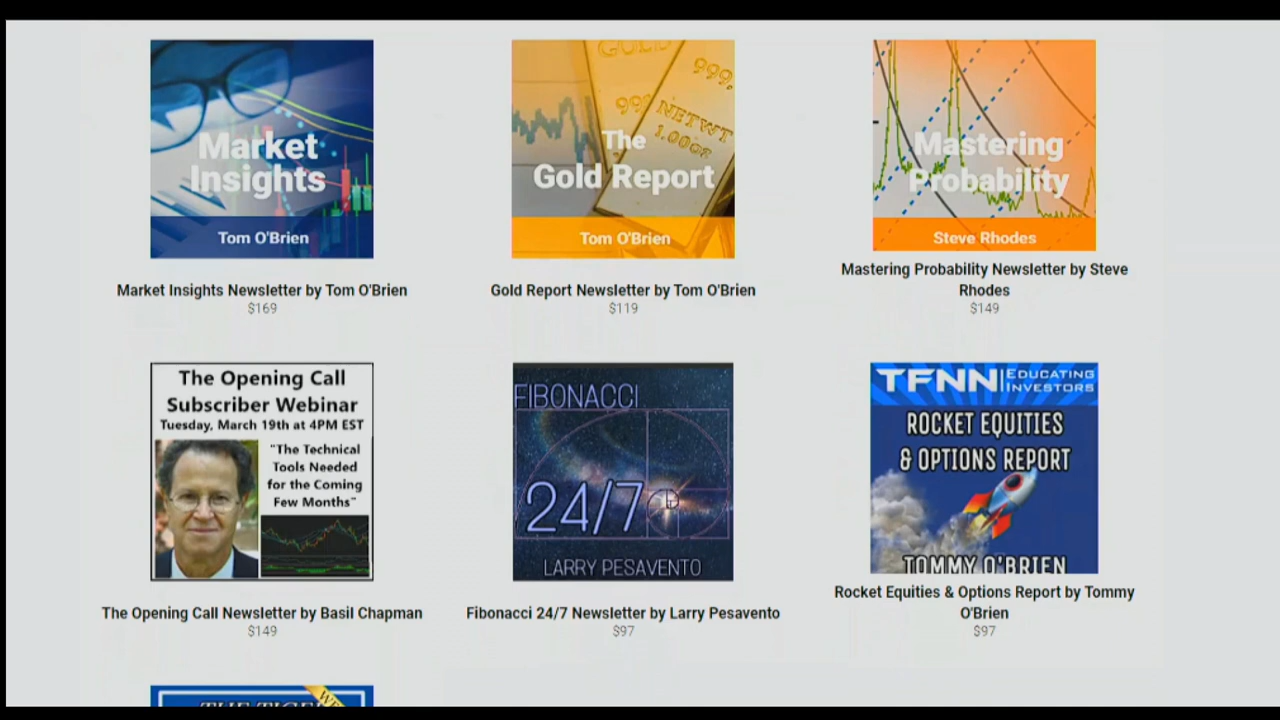 GOLD
999.
999
NETWT
1.00oz
Market
Insights
Tom O'Brien
The
Gold Report
Tom O'Brien
Mastering
Probability
Steve Rhodes
Market Insights Newsletter by Tom O'Brien
$169
Gold Report Newsletter by Tom O'Brien
$119
Mastering Probability Newsletter by Steve
Rhodes
$149
The Opening Call
Subscriber Webinar
Tuesday, March 19th at 4PM EST
"The Technical
Tools Needed
for the Coming
Few Months"
FIBONACCI
24/7
LARRY PESAVENTO
TFNN EDUCATING
INVESTORS
ROCKET EQUITIES
& OPTIONS REPORT
TOMMY O'BRIEN
The Opening Call Newsletter by Basil Chapman
$149
Fibonacci 24/7 Newsletter by Larry Pesavento
$97
Rocket Equities & Options Report by Tommy
O'Brien
$97
THE TIGER